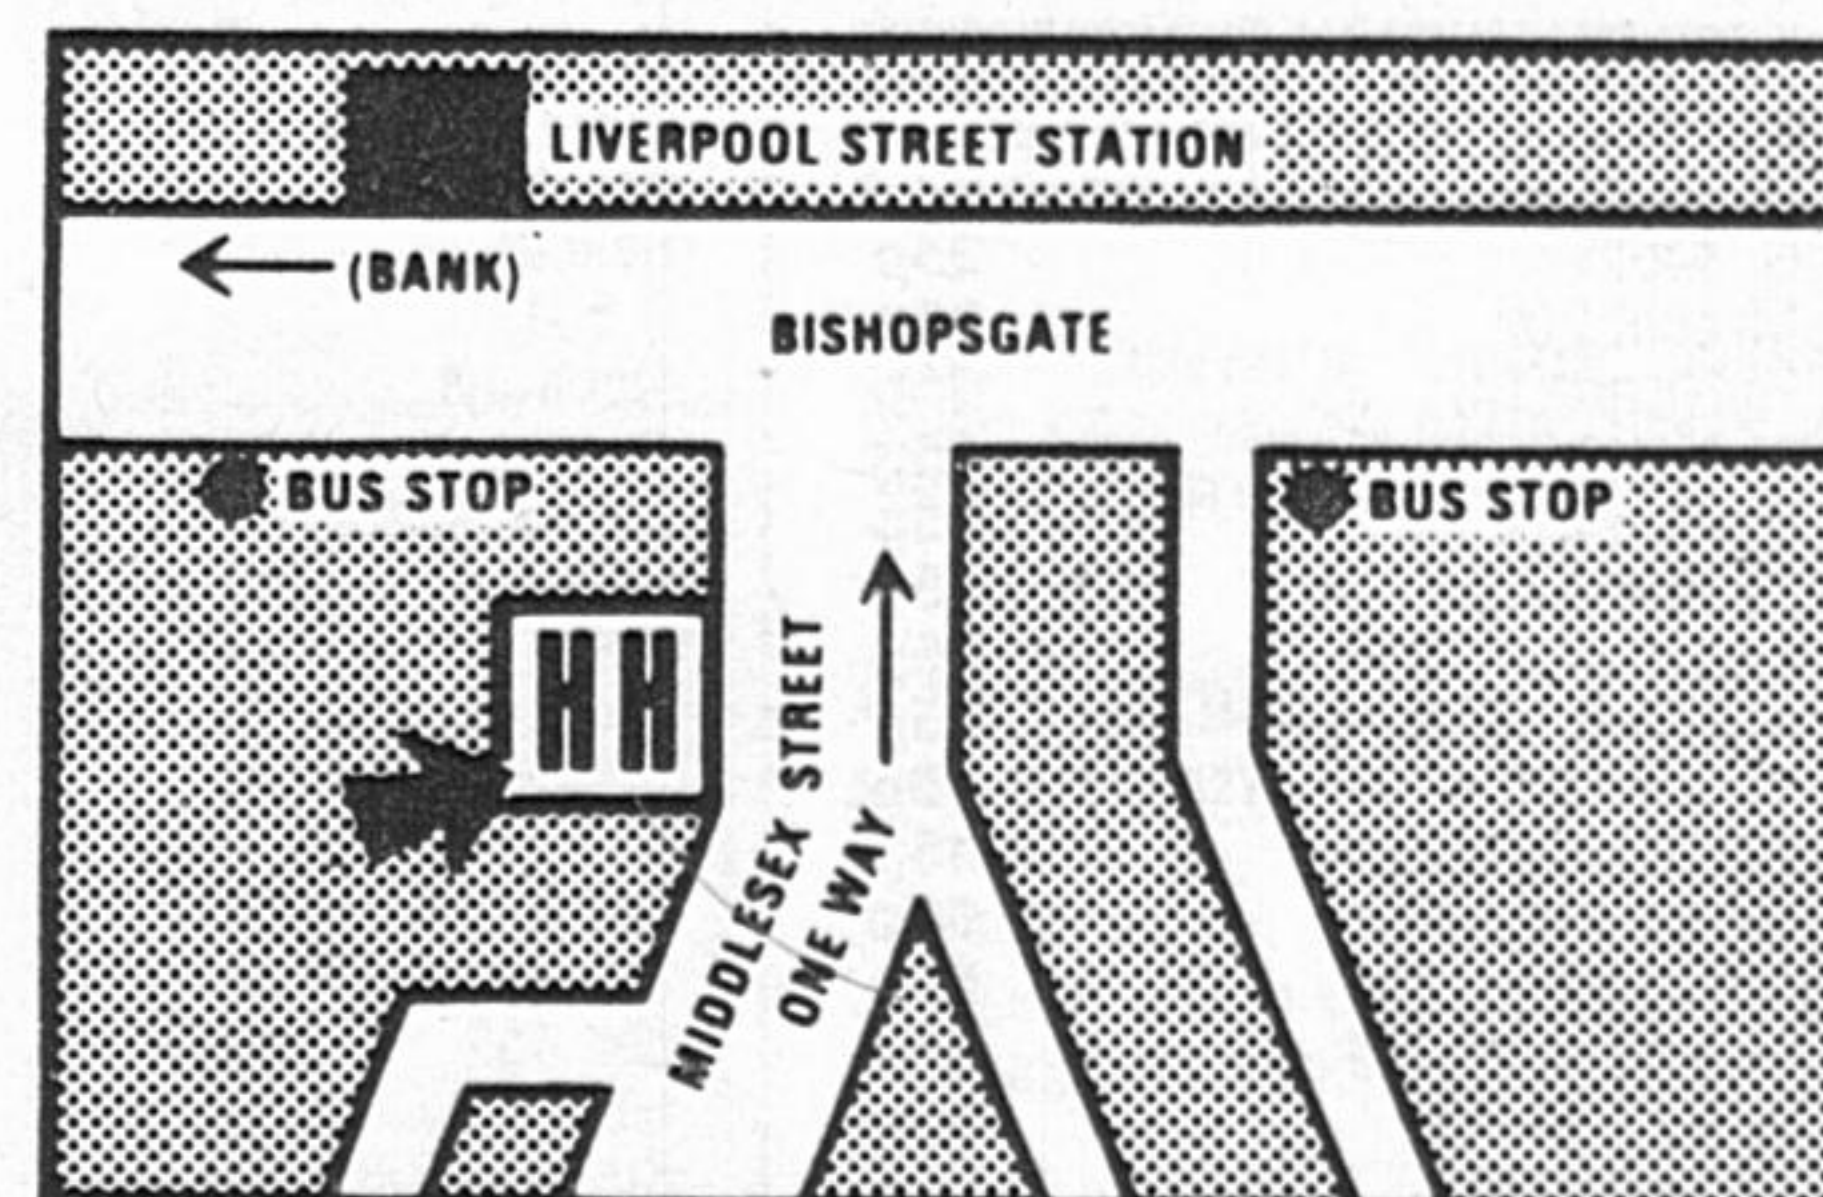 LIVERPOOL STREET STATION
(BANK)
BISHOPSGATE
BUS STOP
BUS STOP
HH
MIDDLESEX STREET
ONE WAY